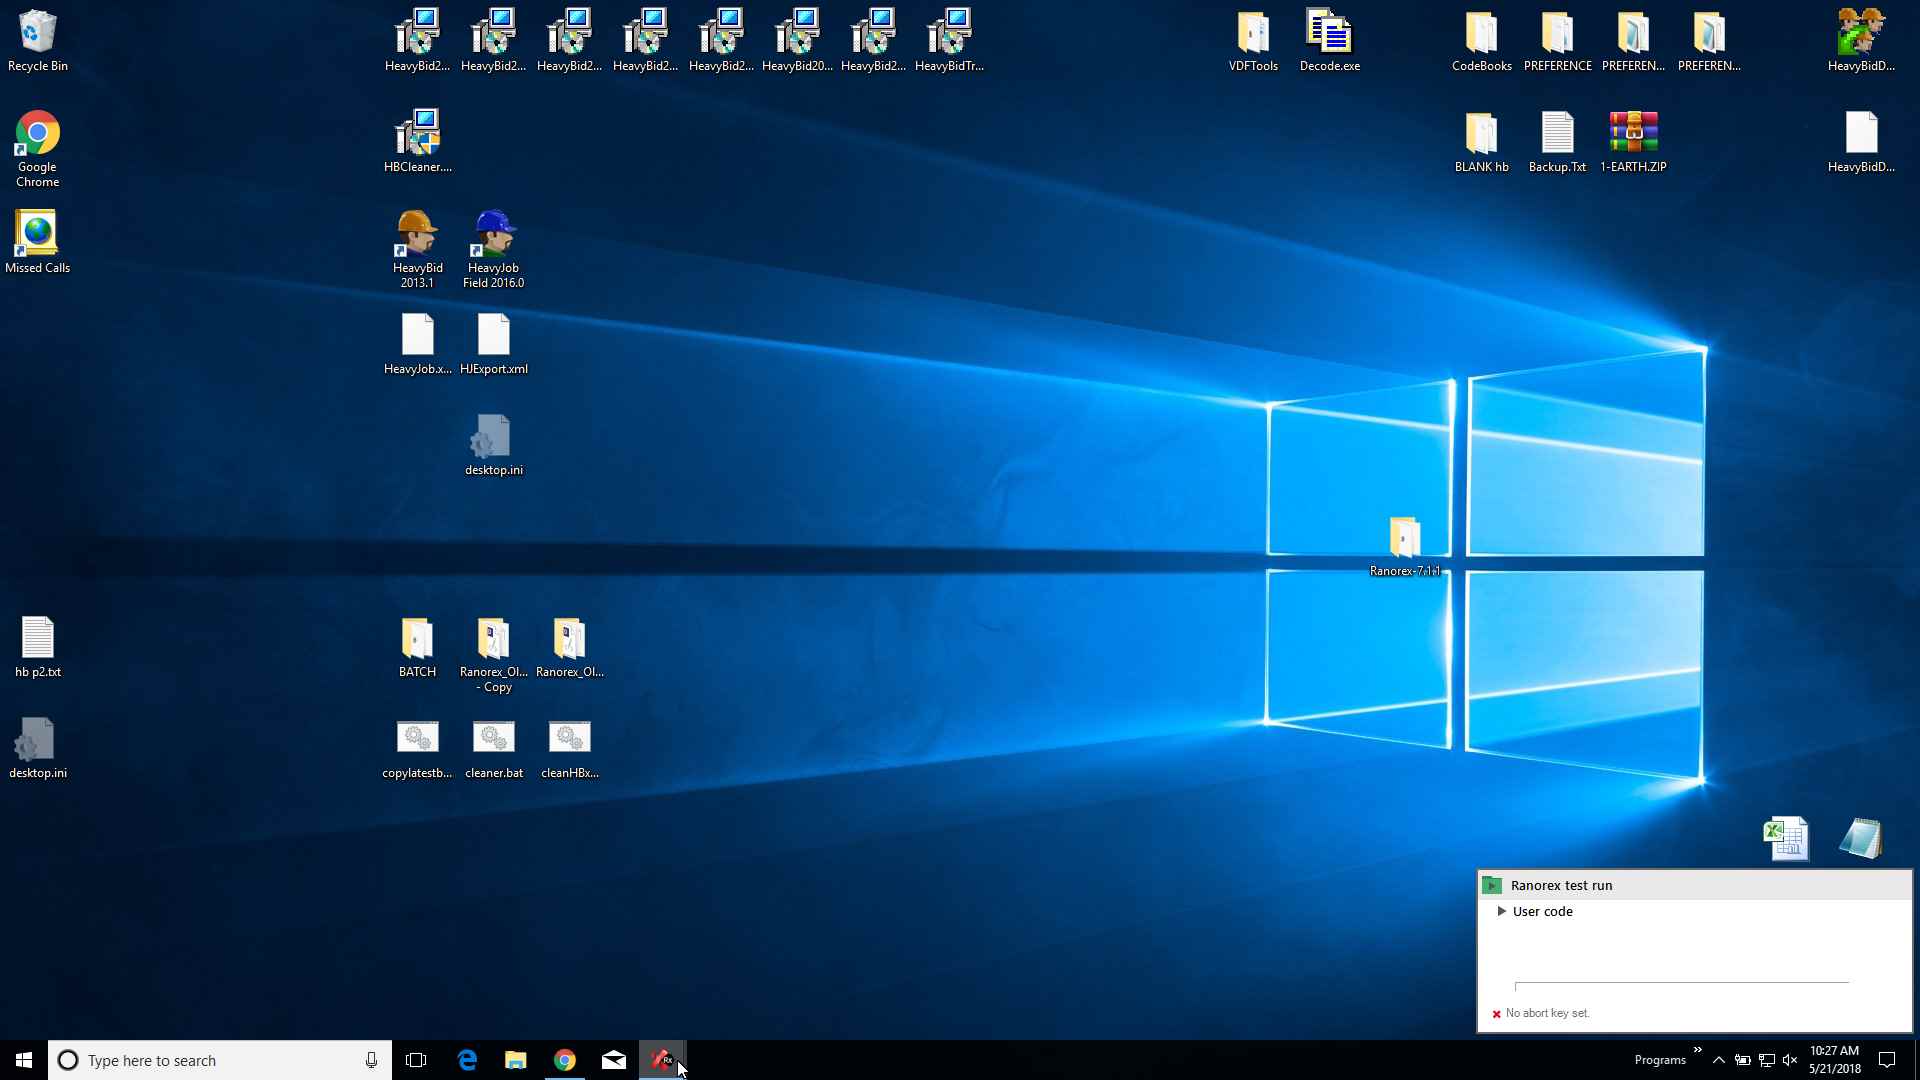 Recycle Bin
HeavyBid2...
HeavyBid2...
HeavyBid2...
HeavyBid2...
HeavyBid2...
HeavyBid20...
HeavyBid2...
HeavyBidTr...
VDFTools
Decode.exe
CodeBooks
PREFERENCE
PREFEREN...
PREFEREN...
HeavyBidD...
Google
Chrome
HBCleaner....
BLANK hb
Backup.Txt
1-EARTH.ZIP
HeavyBidD...
Missed Calls
HeavyBid
2013.1
HeavyJob
Field 2016.0
HeavyJob.x...
HJExport.xml
desktop.ini
Ranorex-7.1.1
hb p2.txt
BATCH
Ranorex_Ol...
- Copy
Ranorex_Ol...
desktop.ini
copylatestb...
cleaner.bat
cleanHBx...
Ranorex test run
User code
No abort key set.
Type here to search
Rx
Programs
10:27 AM
5/21/2018